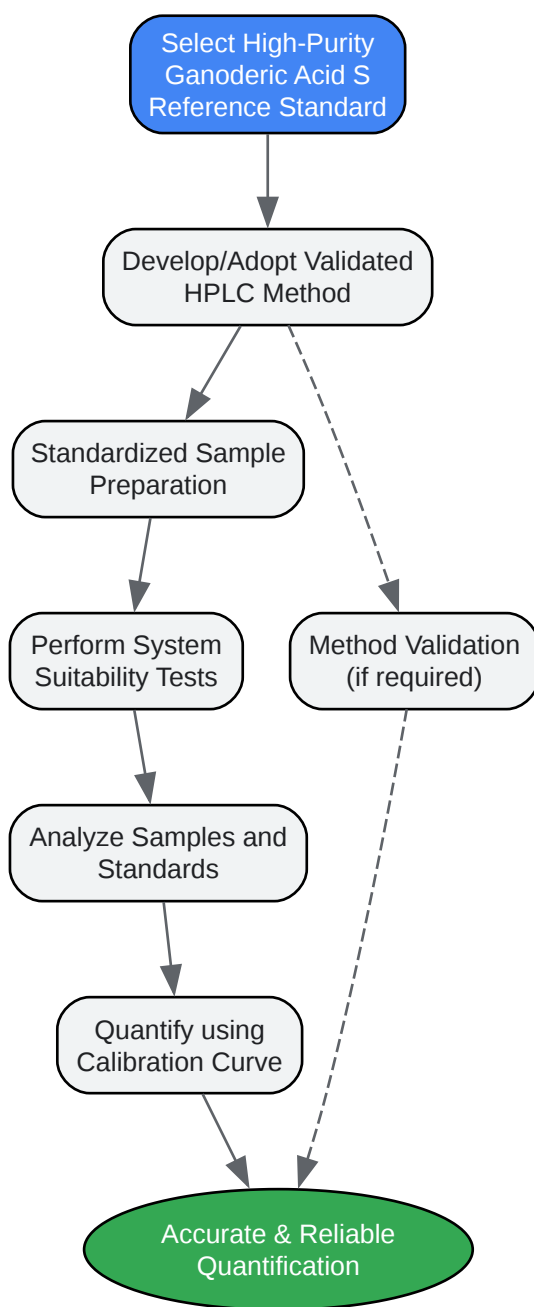 Select High-Purity
Ganoderic Acid S
Reference Standard
Develop/Adopt Validated
HPLC Method
Standardized Sample
Preparation
Perform System
Suitability Tests
Method Validation
(if required)
Analyze Samples and
Standards
Quantify using
Calibration Curve
Accurate & Reliable
Quantification